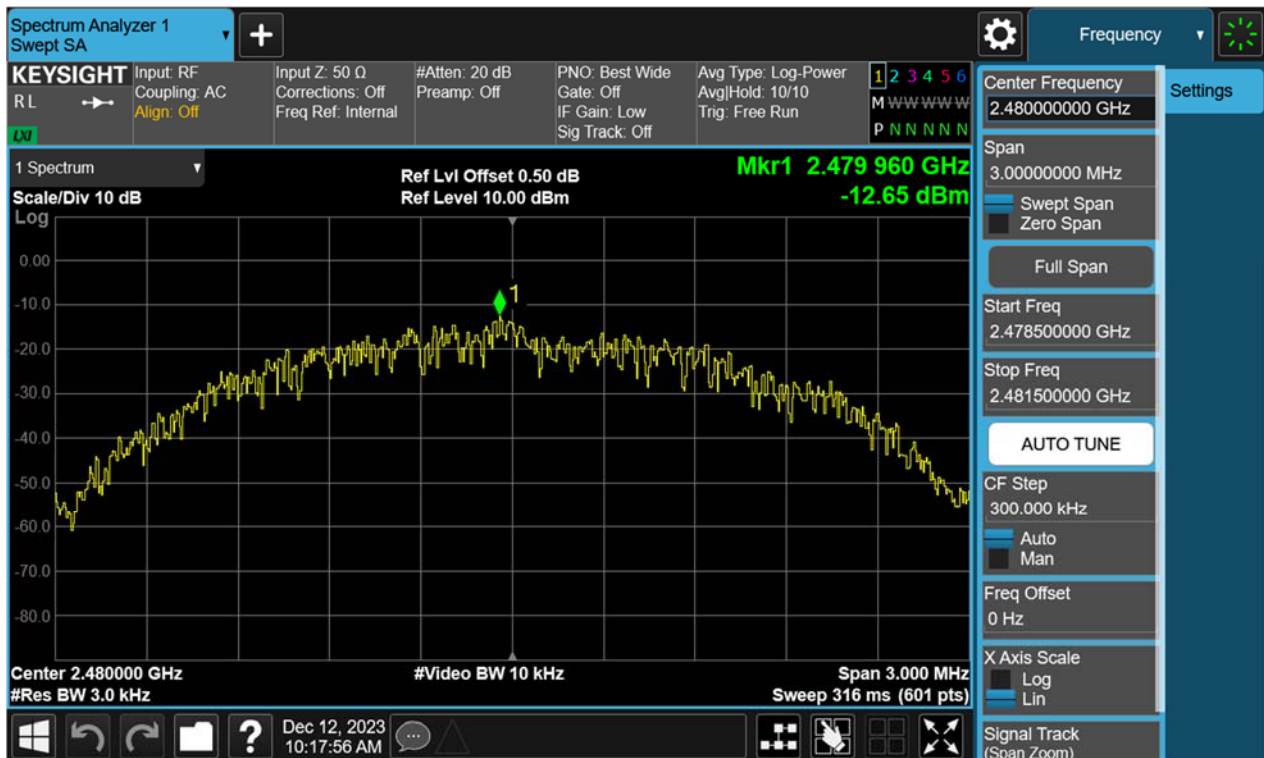 Spectrum Analyzer 1
Swept SA
+
Frequency
KEYSIGHT
RL
LXI
Input: RF
Coupling: AC
Align: Off
Input Z: 50 Ω
Corrections: Off
Freq Ref: Internal
#Atten: 20 dB
Preamp: Off
PNO: Best Wide
Gate: Off
IF Gain: Low
Sig Track: Off
Avg Type: Log-Power
Avg|Hold: 10/10
Trig: Free Run
1 2 3 4 5 6
M W W W W W
P N N N N N
1 Spectrum
Scale/Div 10 dB
Log
Ref Lvl Offset 0.50 dB
Ref Level 10.00 dBm
Mkr1 2.479 960 GHz
-12.65 dBm
1
0.00
-10.0
-20.0
-30.0
-40.0
-50.0
-60.0
-70.0
-80.0
Center 2.480000 GHz
#Res BW 3.0 kHz
#Video BW 10 kHz
Span 3.000 MHz
Sweep 316 ms (601 pts)
?
Dec 12, 2023
10:17:56 AM
Settings
Center Frequency
2.480000000 GHz
Span
3.00000000 MHz
Swept Span
Zero Span
Full Span
Start Freq
2.478500000 GHz
Stop Freq
2.481500000 GHz
AUTO TUNE
CF Step
300.000 kHz
Auto
Man
Freq Offset
0 Hz
X Axis Scale
Log
Lin
Signal Track
(Span Zoom)